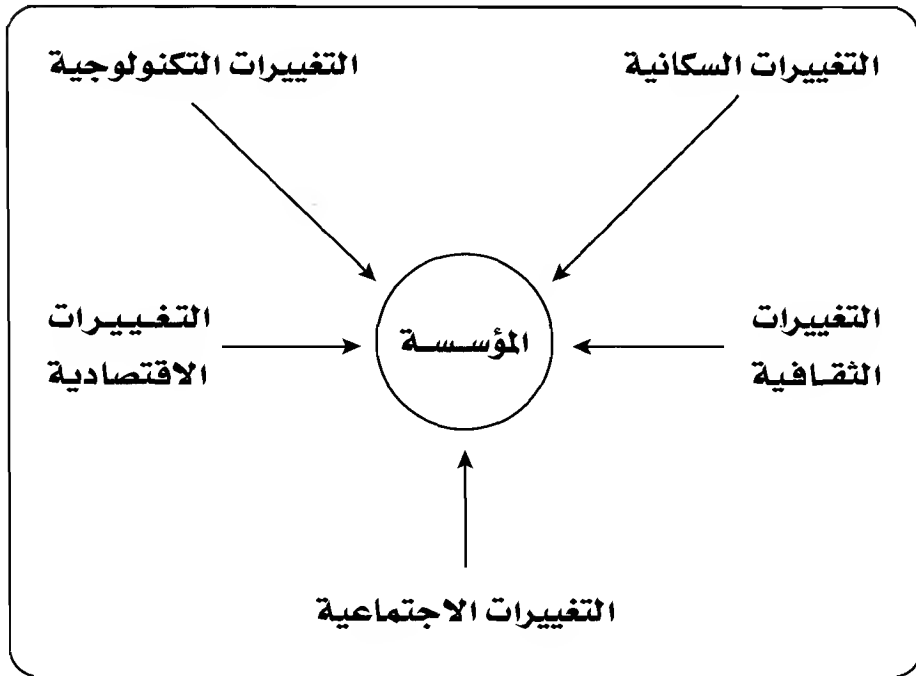 التغييرات السكانية
التغييرات التكنولوجية
التغييرات
الثقافية
المؤسسة
التغييرات
الاقتصادية
التغييرات الاجتماعية